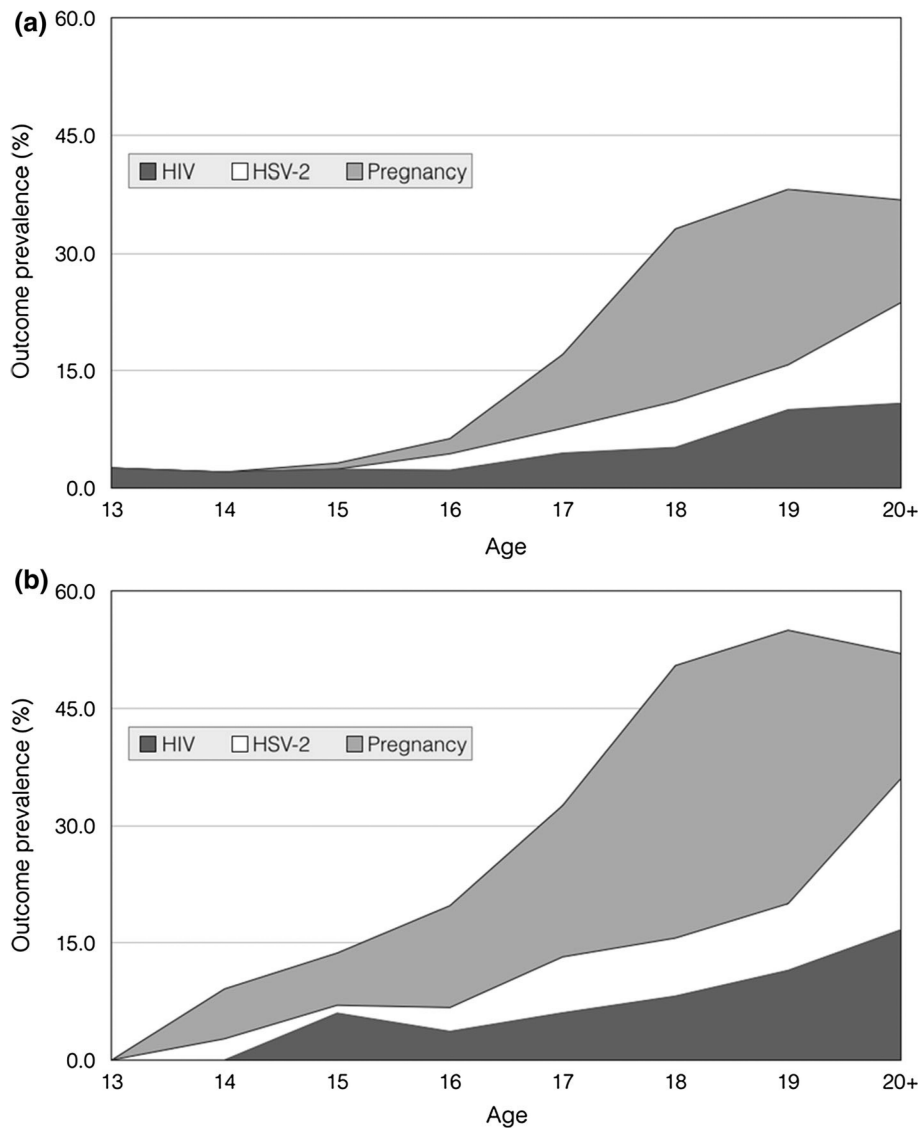 (a)
60.0
45.0
30.0
15.0
0.0
Outcome prevalence (%)
HIV HSV-2 Pregnancy
13 14 15 16 17 18 19 20+
Age
(b)
60.0
45.0
30.0
15.0
0.0
Outcome prevalence (%)
HIV HSV-2 Pregnancy
13 14 15 16 17 18 19 20+
Age